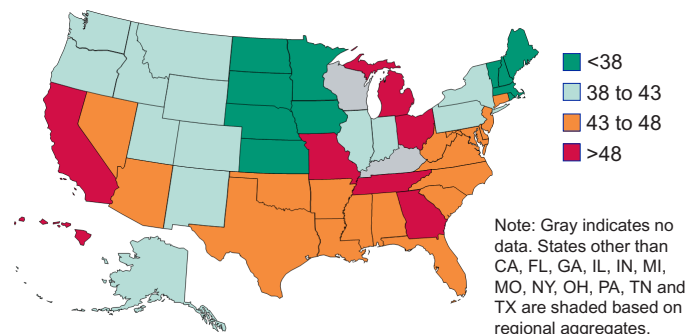 <38
38 to 43
43 to 48
>48
Note: Gray indicates no
data. States other than
CA, FL, GA, IL, IN, MI,
MO, NY, OH, PA, TN and
TX are shaded based on
regional aggregates.